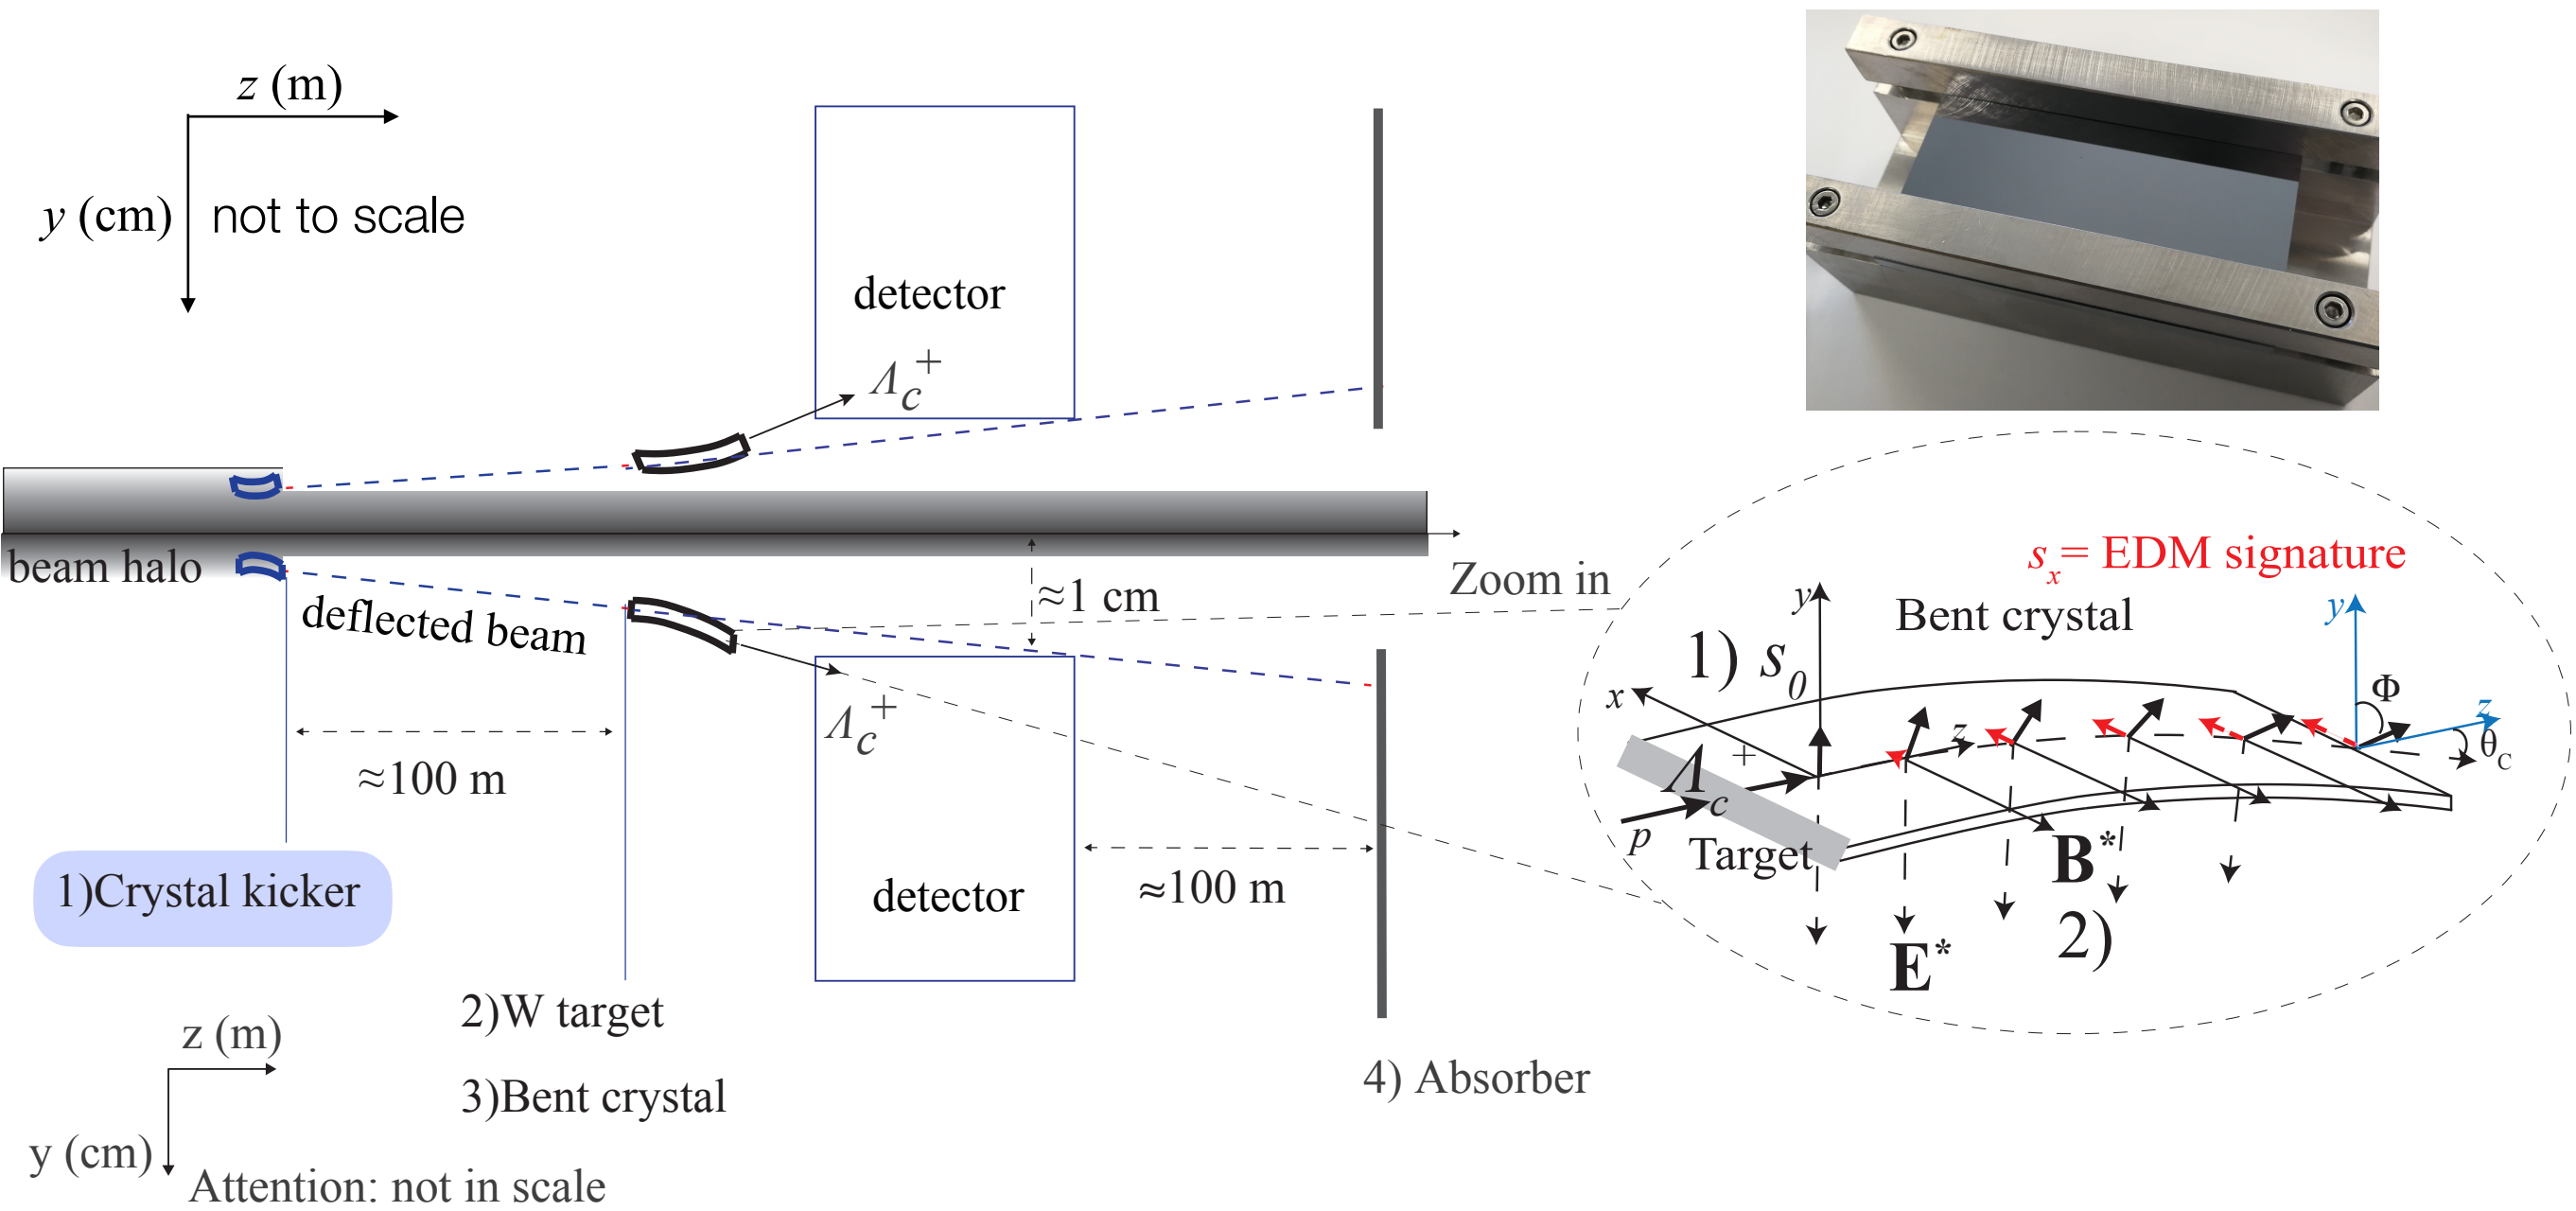 z (m)
y (cm)
not to scale
detector
Λc+
beam halo
deflected beam
≈1 cm
Zoom in
Λc+
≈100 m
≈100 m
detector
1)Crystal kicker
2)W target
3)Bent crystal
4) Absorber
z (m)
y (cm)
Attention: not in scale
sx= EDM signature
Bent crystal
1) s0
y
x
z
y
Φ
z
θC
Λc+
p
Target
B*
E*
2)